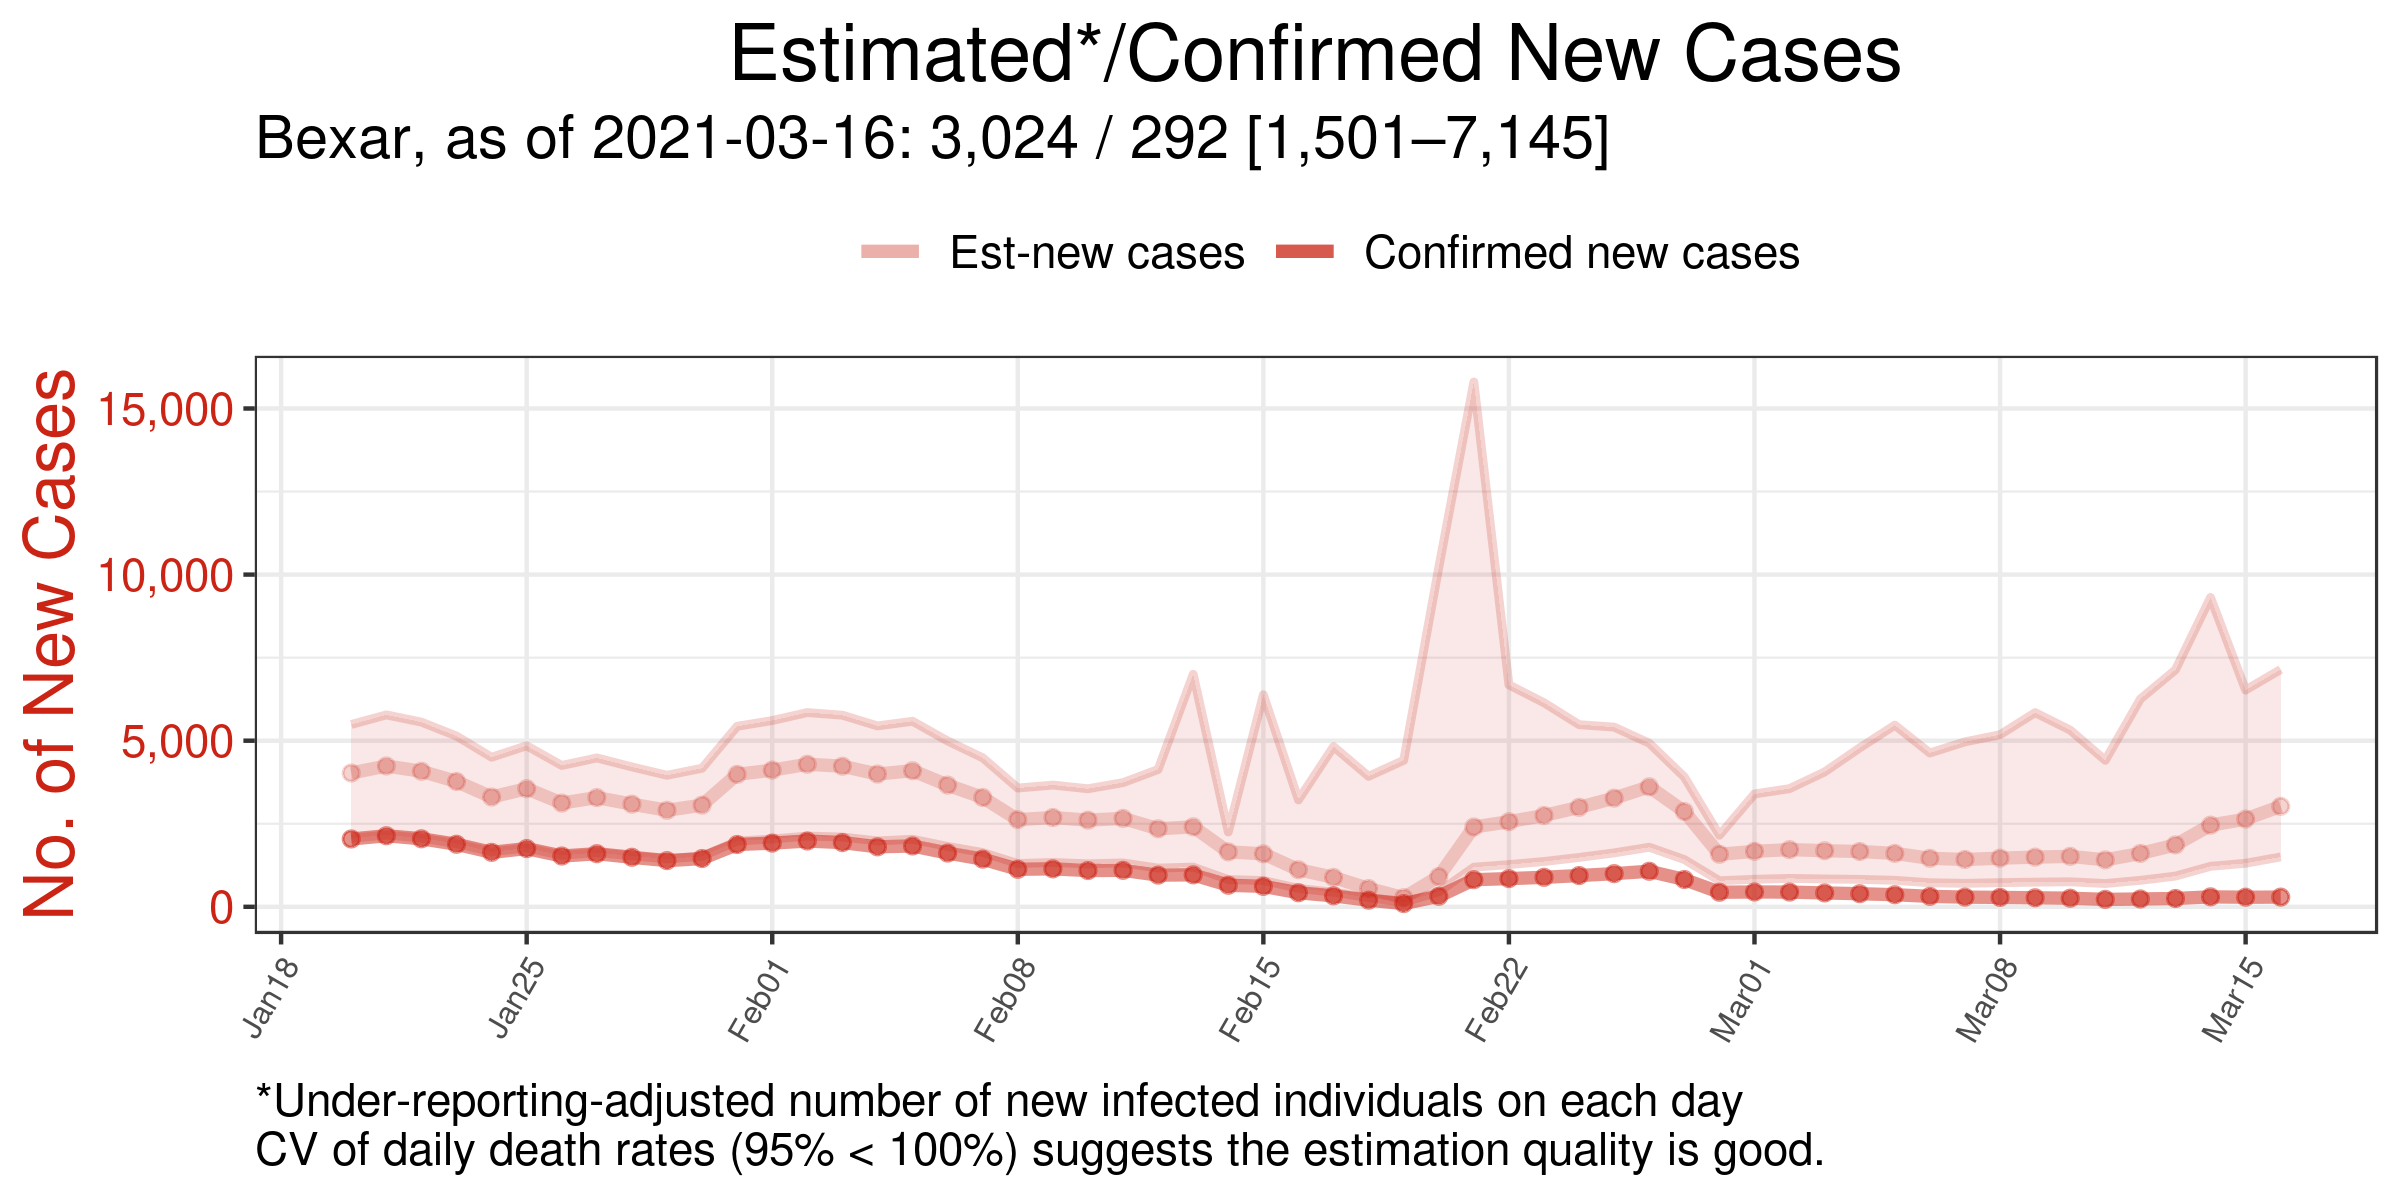 Estimated*/Confirmed New Cases
Bexar, as of 2021-03-16: 3,024 / 292 [1,501–7,145]
Est-new cases
Confirmed new cases
No. of New Cases
15,000
10,000
5,000
0
Jan18
Jan25
Feb01
Feb08
Feb15
Feb22
Mar01
Mar08
Mar15
*Under-reporting-adjusted number of new infected individuals on each day
CV of daily death rates (95% < 100%) suggests the estimation quality is good.